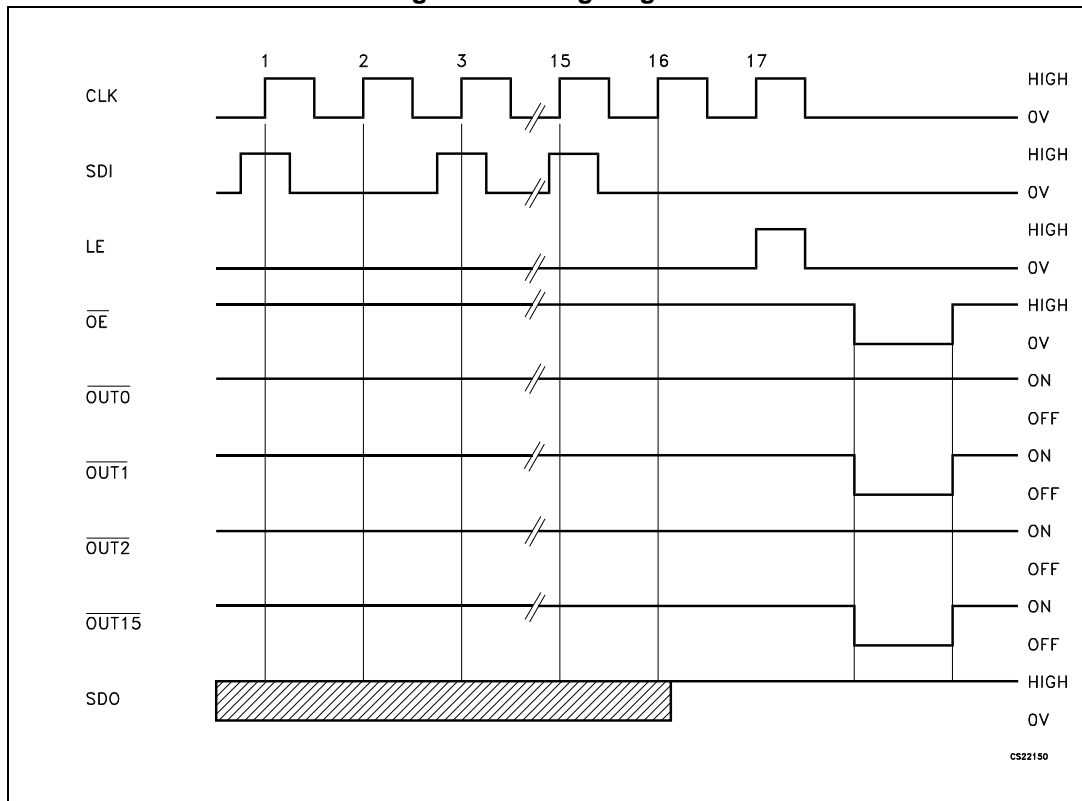 1 2 3 15 16 17
CLK HIGH
0V
SDI HIGH
0V
LE HIGH
0V
OE HIGH
0V
OUT0 ON
OFF
OUT1 ON
OFF
OUT2 ON
OFF
OUT15 ON
OFF
SDO HIGH
0V
CS22150